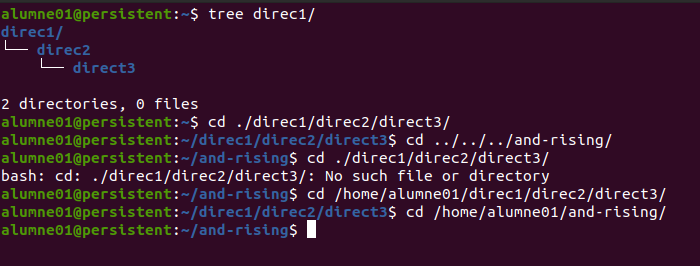 alumne01@persistent:~$ tree direc1/
direc1/
└── direc2
    └── direct3

2 directories, 0 files
alumne01@persistent:~$ cd ./direc1/direc2/direct3/
alumne01@persistent:~/direc1/direc2/direct3$ cd ../../../and-rising/
alumne01@persistent:~/and-rising$ cd ./direc1/direc2/direct3/
bash: cd: ./direc1/direc2/direct3/: No such file or directory
alumne01@persistent:~/and-rising$ cd /home/alumne01/direc1/direc2/direct3/
alumne01@persistent:~/direc1/direc2/direct3$ cd /home/alumne01/and-rising/
alumne01@persistent:~/and-rising$